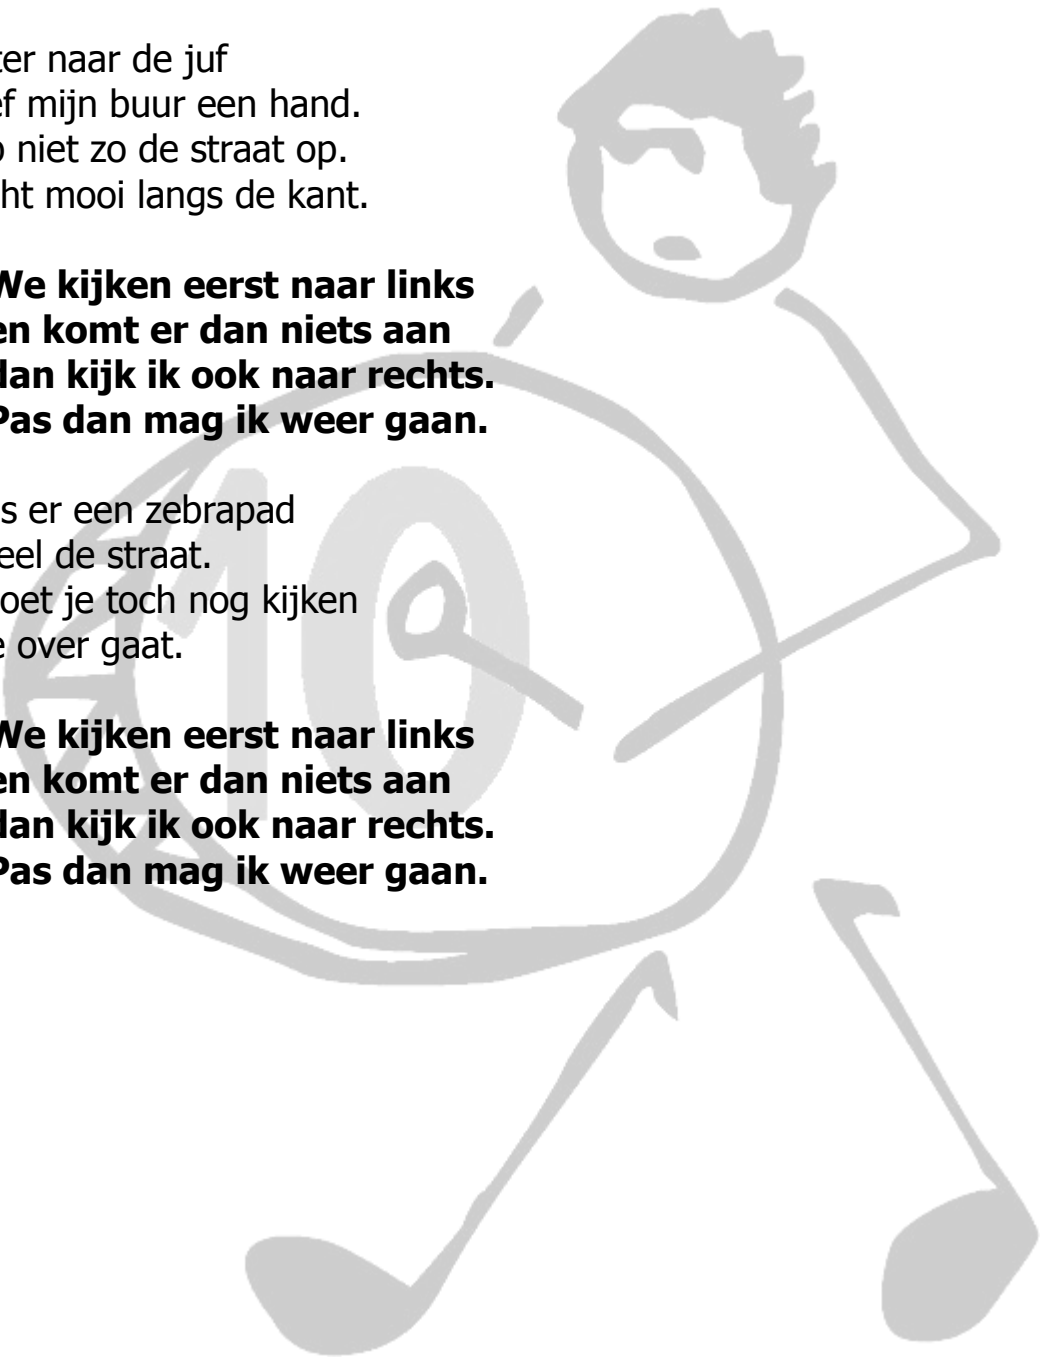 ter naar de juf
ef mijn buur een hand.
niet zo de straat op.
ht mooi langs de kant.
We kijken eerst naar links
en komt er dan niets aan
dan kijk ik ook naar rechts.
Pas dan mag ik weer gaan.
s er een zebrapad
eel de straat.
oet je toch nog kijken
e over gaat.
We kijken eerst naar links
en komt er dan niets aan
dan kijk ik ook naar rechts.
Pas dan mag ik weer gaan.
10